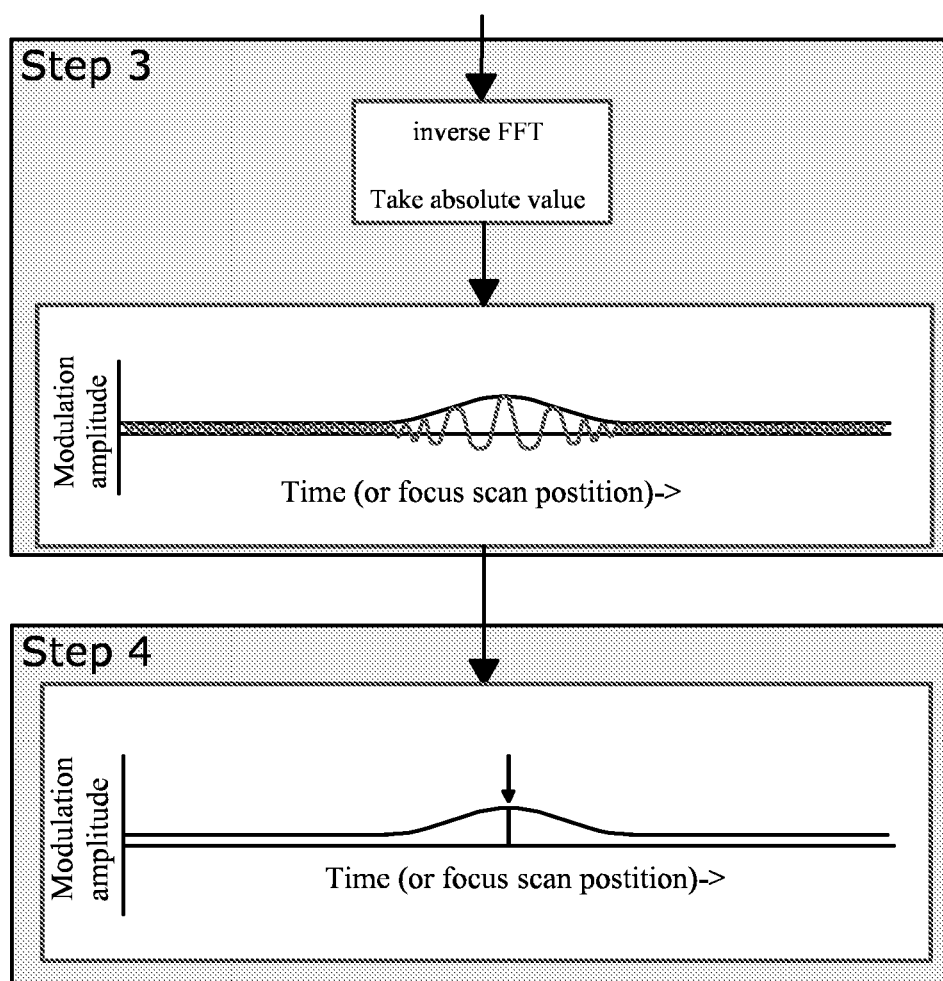 Step 3
inverse FFT
Take absolute value
Modulation
amplitude
Time (or focus scan postition)->
Step 4
Modulation
amplitude
Time (or focus scan postition)->